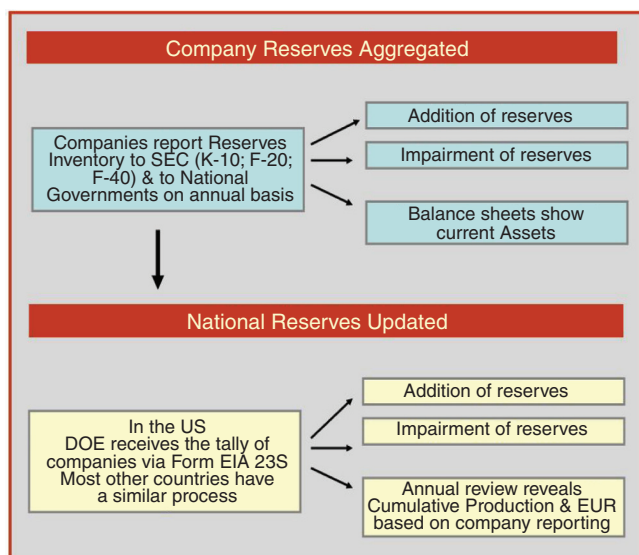 Company Reserves Aggregated
Companies report Reserves
Inventory to SEC (K-10; F-20;
F-40) & to National
Governments on annual basis
Addition of reserves
Impairment of reserves
Balance sheets show
current Assets
National Reserves Updated
In the US
DOE receives the tally of
companies via Form EIA 23S
Most other countries have
a similar process
Addition of reserves
Impairment of reserves
Annual review reveals
Cumulative Production & EUR
based on company reporting